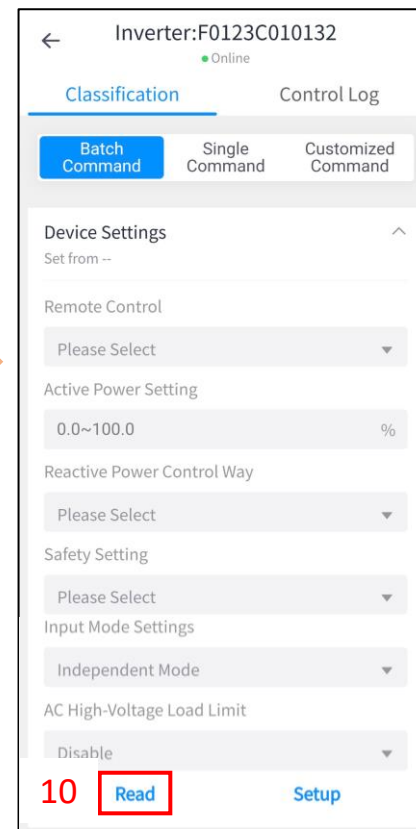 Inverter:F0123C010132
Online
Classification Control Log
Batch Command Single Command Customized Command
Device Settings
Set from --
Remote Control
Please Select
Active Power Setting
0.0~100.0 %
Reactive Power Control Way
Please Select
Safety Setting
Please Select
Input Mode Settings
Independent Mode
AC High-Voltage Load Limit
Disable
10 Read Setup